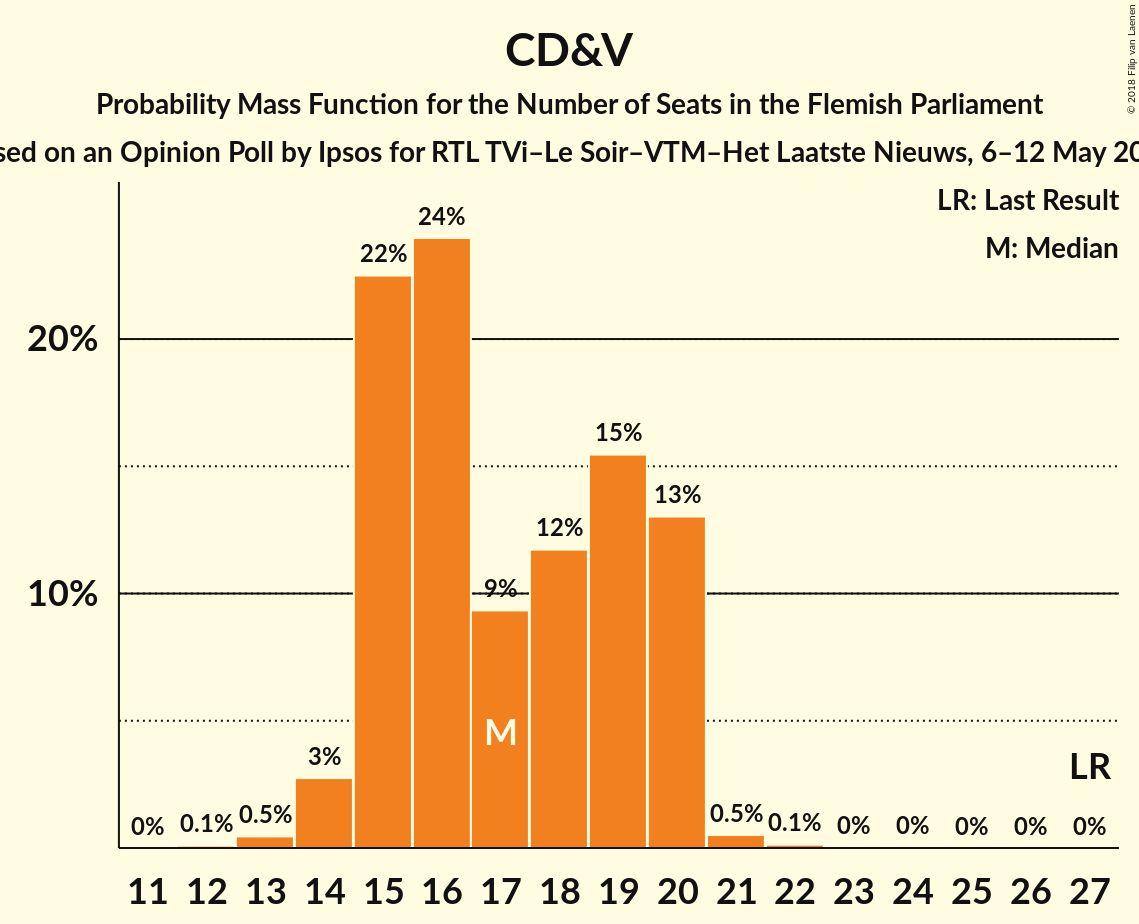 CD&V
Probability Mass Function for the Number of Seats in the Flemish Parliament
sed on an Opinion Poll by Ipsos for RTL TVi–Le Soir–VTM–Het Laatste Nieuws, 6–12 May 20
© 2018 Filip van Laenen
LR: Last Result
M: Median
24%
22%
20%
15%
13%
12%
10%
9%
M
3%
LR
0% 0.1% 0.5% 0.5% 0.1% 0% 0% 0% 0% 0%
11 12 13 14 15 16 17 18 19 20 21 22 23 24 25 26 27